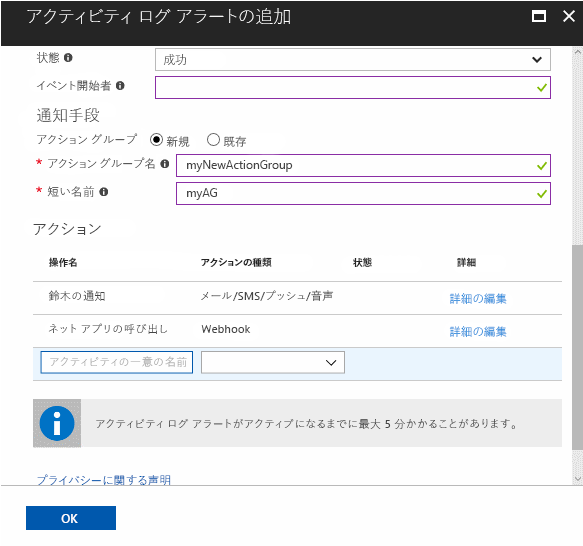 アクティビティ ログ アラートの追加
状態
成功
イベント開始者
通知手段
アクション グループ 新規 既存
* アクション グループ名 myNewActionGroup
* 短い名前 myAG
アクション
操作名 アクションの種類 状態 詳細
鈴木の通知 メール/SMS/プッシュ/音声 詳細の編集
ネット アプリの呼び出し Webhook 詳細の編集
アクティビティの一意の名前
アクティビティ ログ アラートがアクティブになるまでに最大 5 分かかることがあります。
プライバシーに関する声明
OK